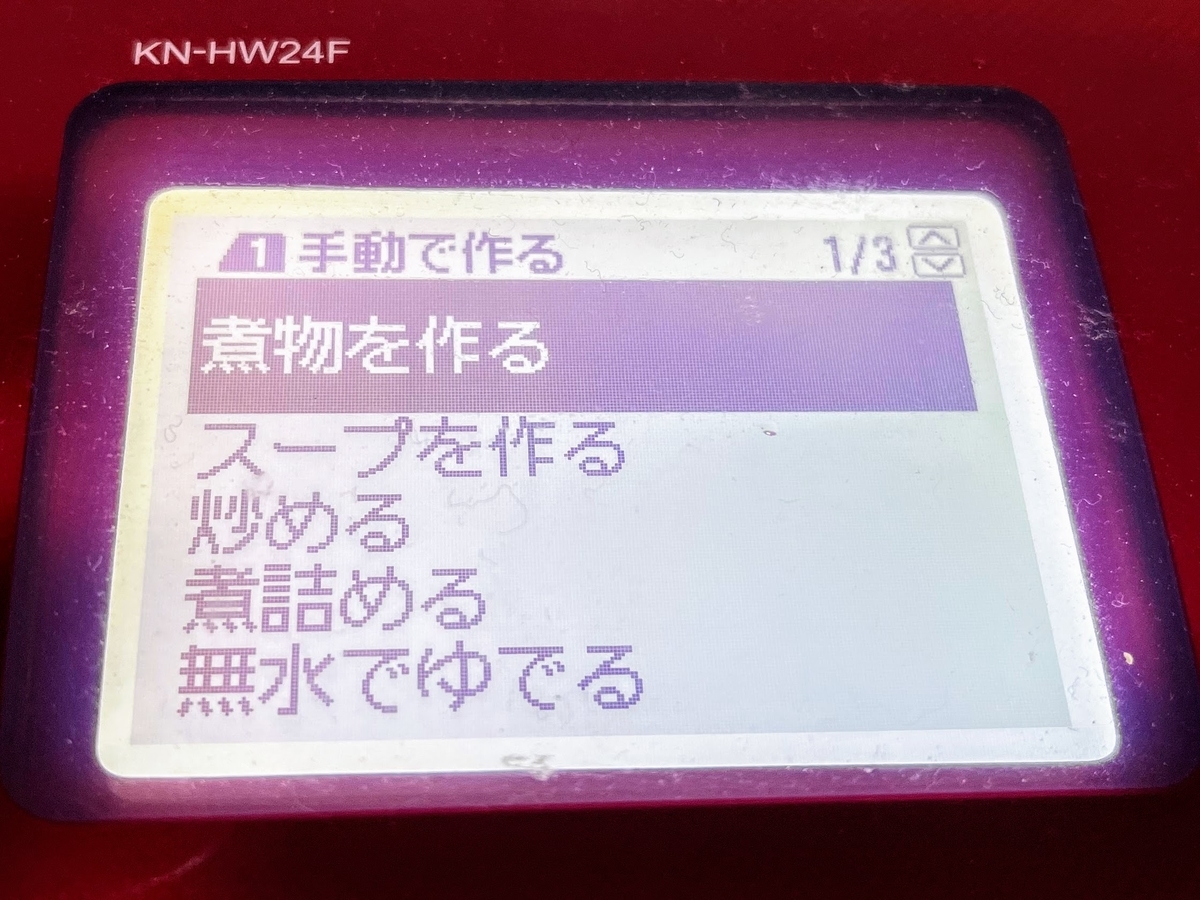 KN-HW24F
1 手動で作る 1/3
煮物を作る
スープを作る
炒める
煮詰める
無水でゆでる